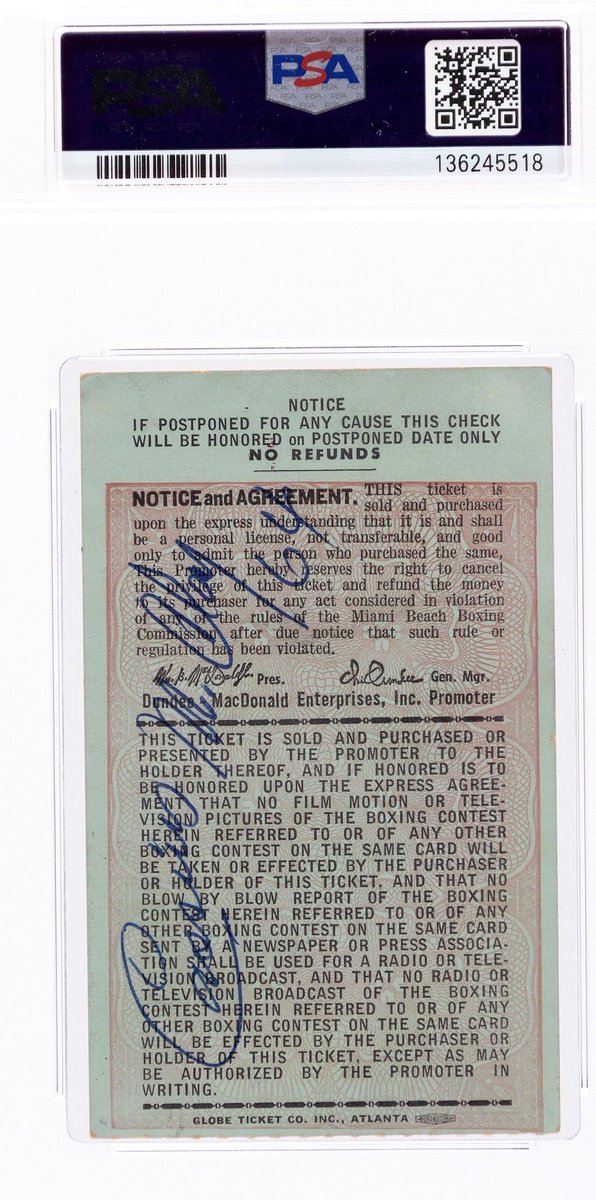 PSA
PSA
136245518
NOTICE
IF POSTPONED FOR ANY CAUSE THIS CHECK
WILL BE HONORED on POSTPONED DATE ONLY
NO REFUNDS
NOTICE and AGREEMENT. THIS ticket is
sold and purchased
upon the express understanding that it is and shall
be a personal license, not transferable, and good
only to admit the person who purchased the same,
This Promoter hereby reserves the right to cancel
the privilege of this ticket and refund the money
to its purchaser for any act considered in violation
of any of the rules of the Miami Beach Boxing
Commission after due notice that such rule or
regulation has been violated.
Pres. Chris Dundee Gen. Mgr.
Dundee - MacDonald Enterprises, Inc. Promoter
THIS TICKET IS SOLD AND PURCHASED OR
PRESENTED BY THE PROMOTER TO THE
HOLDER THEREOF, AND IF HONORED IS TO
BE HONORED UPON THE EXPRESS AGREE-
MENT THAT NO FILM MOTION OR TELE-
VISION PICTURES OF THE BOXING CONTEST
HEREIN REFERRED TO OR OF ANY OTHER
BOXING CONTEST ON THE SAME CARD WILL
BE TAKEN OR EFFECTED BY THE PURCHASER
OR HOLDER OF THIS TICKET, AND THAT NO
BLOW BY BLOW REPORT OF THE BOXING
CONTEST HEREIN REFERRED TO OR OF ANY
OTHER BOXING CONTEST ON THE SAME CARD
SENT BY A NEWSPAPER OR PRESS ASSOCIA-
TION SHALL BE USED FOR A RADIO OR TELE-
VISION BROADCAST, AND THAT NO RADIO OR
TELEVISION BROADCAST OF THE BOXING
CONTEST HEREIN REFERRED TO OR OF ANY
OTHER BOXING CONTEST ON THE SAME CARD
WILL BE EFFECTED BY THE PURCHASER OR
HOLDER OF THIS TICKET, EXCEPT AS MAY
BE AUTHORIZED BY THE PROMOTER IN
WRITING.
GLOBE TICKET CO. INC., ATLANTA
Cassius